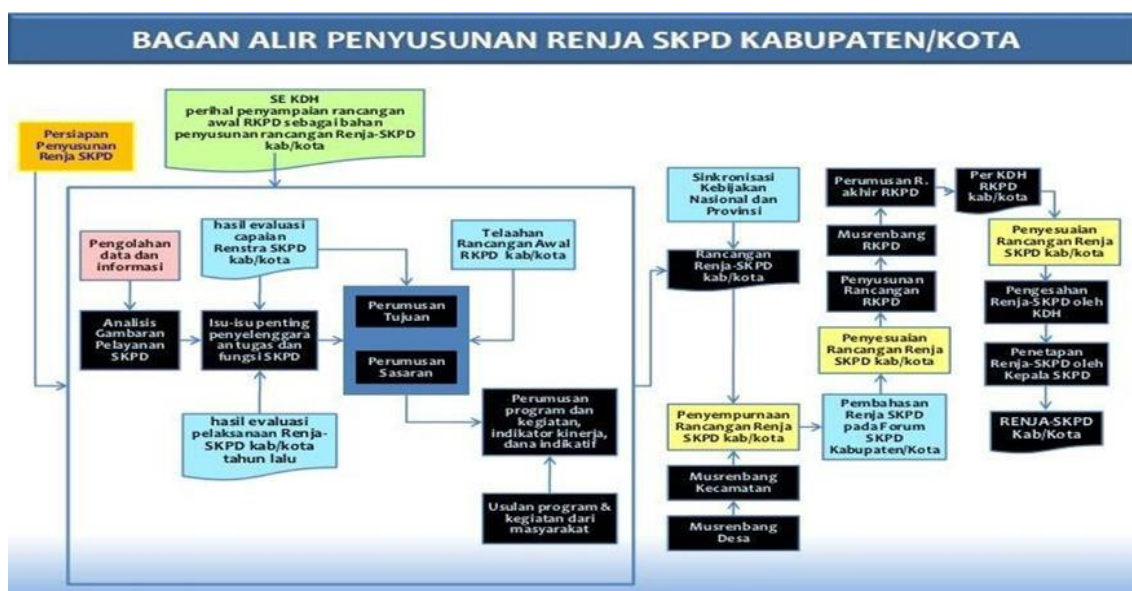 BAGAN ALIR PENYUSUNAN RENJA SKPD KABUPATEN/KOTA
SE KDH
perihal penyampaian rancangan
awal RKPD sebagai bahan
penyusunan rancangan Renja-SKPD
kab/kota
Persiapan
Penyusunan
Renja SKPD
Pengolahan
data dan
informasi
hasil evaluasi
capaian
Renstra SKPD
kab/kota
Telaahan
Rancangan Awal
RKPD kab/kota
Analisis
Gambaran
Pelayanan
SKPD
Isu-isu penting
penyelenggara
an tugas dan
fungsi SKPD
Perumusan
Tujuan
Perumusan
Sasaran
hasil evaluasi
pelaksanaan Renja-
SKPD kab/kota
tahun lalu
Perumusan
program dan
kegiatan,
indikator kinerja,
dana indikatif
Usulan program &
kegiatan dari
masyarakat
Sinkronisasi
Kebijakan
Nasional dan
Provinsi
Rancangan
Renja-SKPD
kab/kota
Penyempurnaan
Rancangan Renja
SKPD kab/kota
Musrenbang
Kecamatan
Musrenbang
Desa
Perumusan R.
akhir RKPD
Musrenbang
RKPD
Penyusunan
Rancangan
RKPD
Penyesuaian
Rancangan Renja
SKPD kab/kota
Pembahasan
Renja SKPD
pada Forum
SKPD
Kabupaten/Kota
Per KDH
RKPD
kab/kota
Penyesuaian
Rancangan Renja
SKPD kab/kota
Pengesahan
Renja-SKPD oleh
KDH
Penetapan
Renja-SKPD oleh
Kepala SKPD
RENJA-SKPD
Kab/Kota